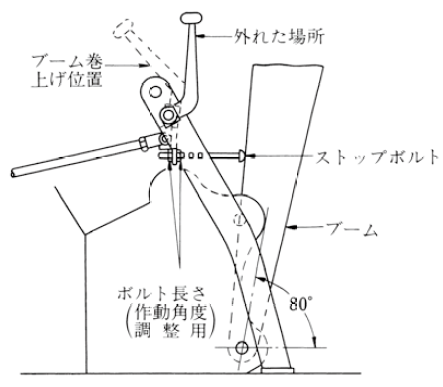 外れた場所
ブーム巻
上げ位置
ストップボルト
ブーム
ボルト長さ
(作動角度
調整用)
80°